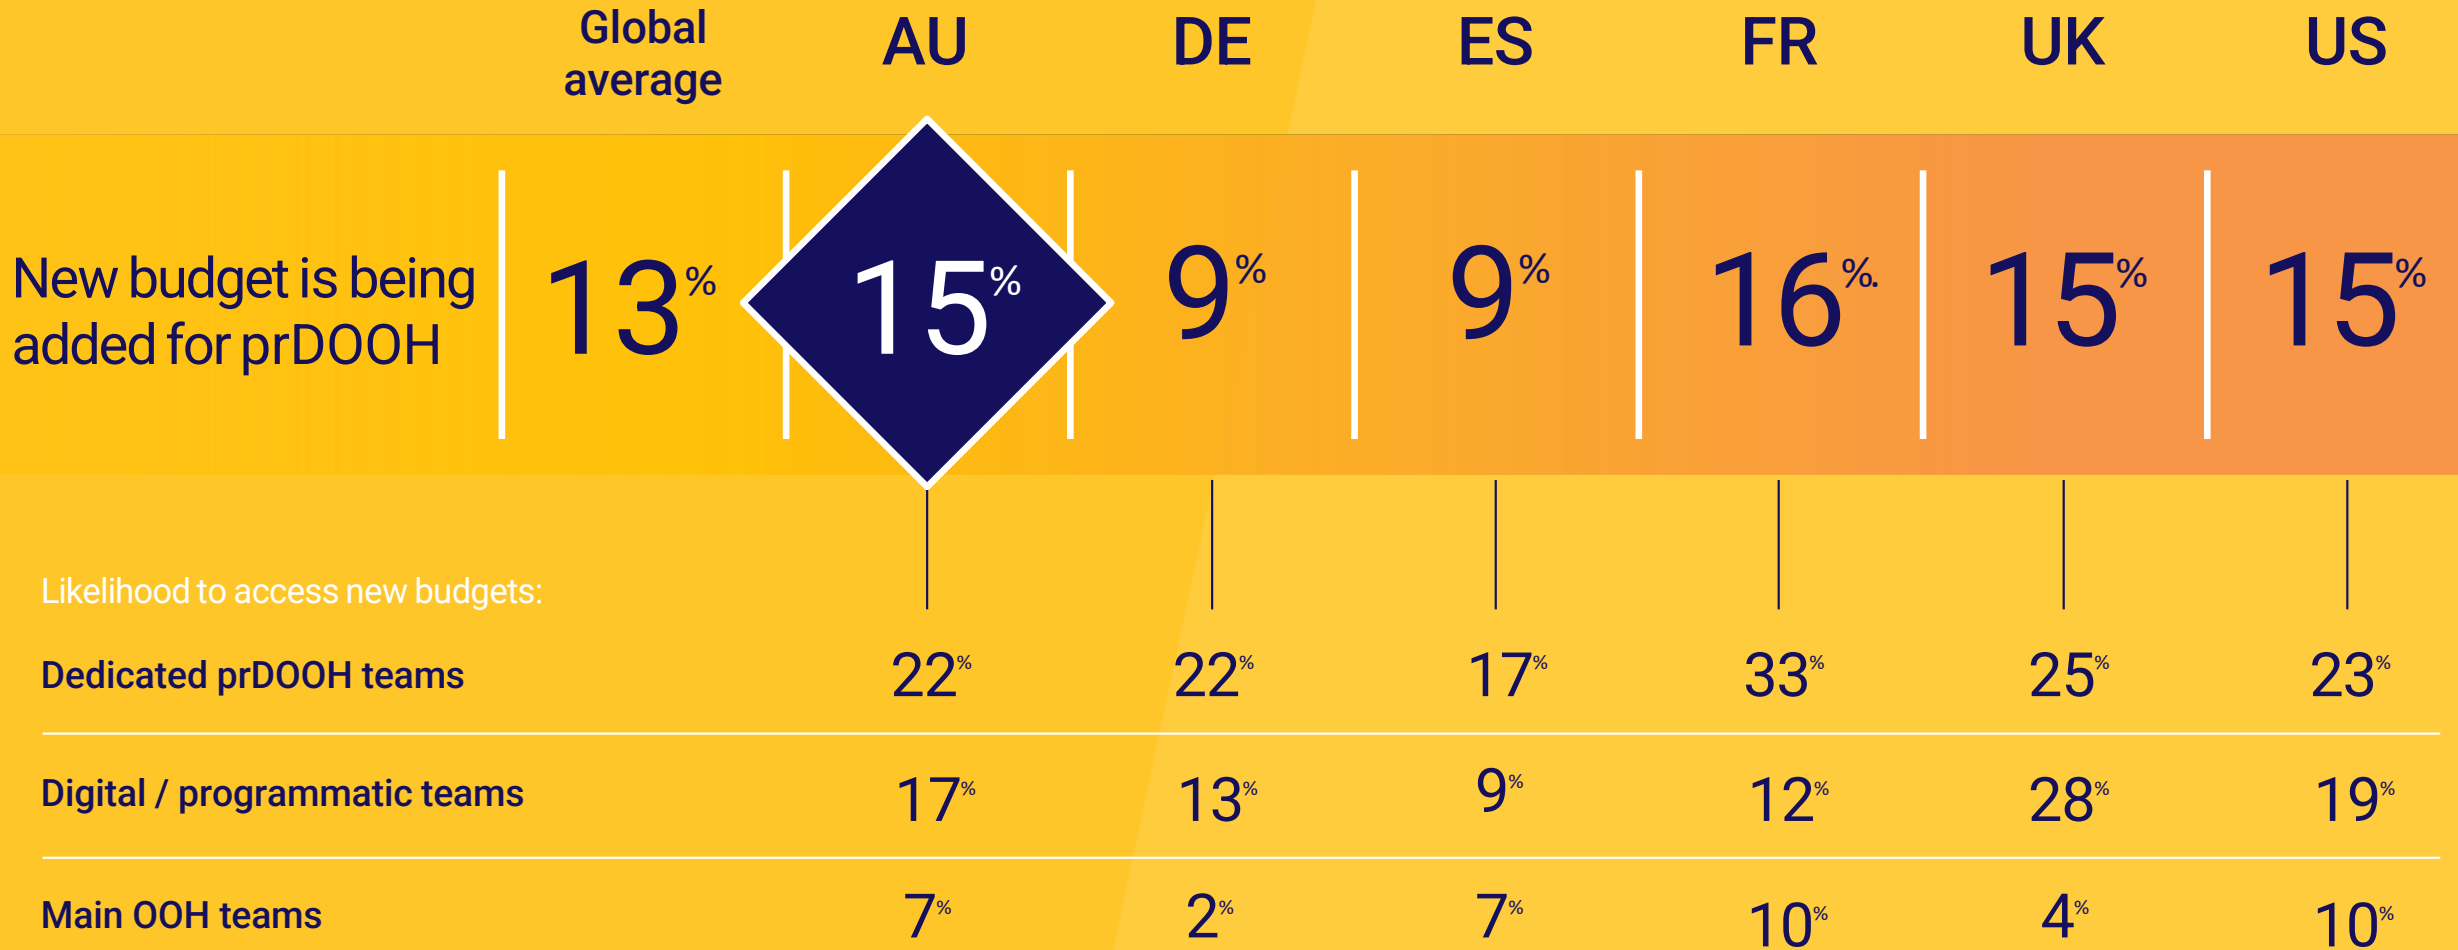 Global
average AU DE ES FR UK US
New budget is being
added for prDOOH 13% 15% 9% 9% 16%. 15% 15%
Likelihood to access new budgets:
Dedicated prDOOH teams 22% 22% 17% 33% 25% 23%
Digital / programmatic teams 17% 13% 9% 12% 28% 19%
Main OOH teams 7% 2% 7% 10% 4% 10%